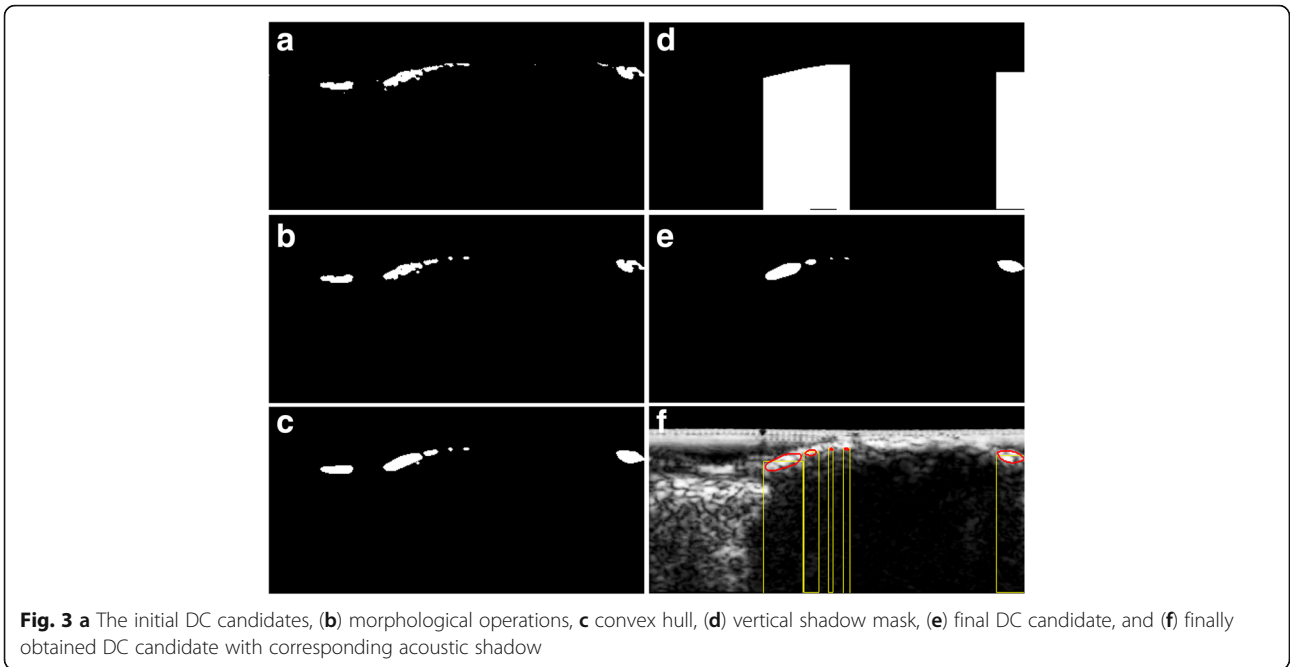 a
d
b
e
c
f
Fig. 3 a The initial DC candidates, (b) morphological operations, c convex hull, (d) vertical shadow mask, (e) final DC candidate, and (f) finally
obtained DC candidate with corresponding acoustic shadow